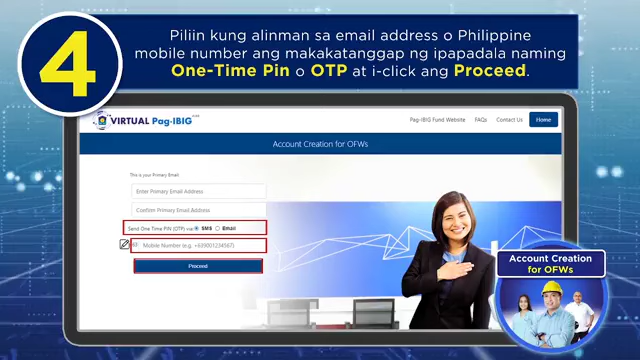 4
Piliin kung alinman sa email address o Philippine
mobile number ang makakatanggap ng ipapadala naming
One-Time Pin o OTP at i-click ang Proceed.
VIRTUAL Pag-IBIG
Pag-IBIG Fund Website FAQs Contact Us Home
Account Creation for OFWs
This is your Primary Email.
Enter Primary Email Address
Confirm Primary Email Address
Send One Time PIN (OTP) via: SMS Email
Mobile Number (e.g. +639001234567)
Proceed
Account Creation
for OFWs